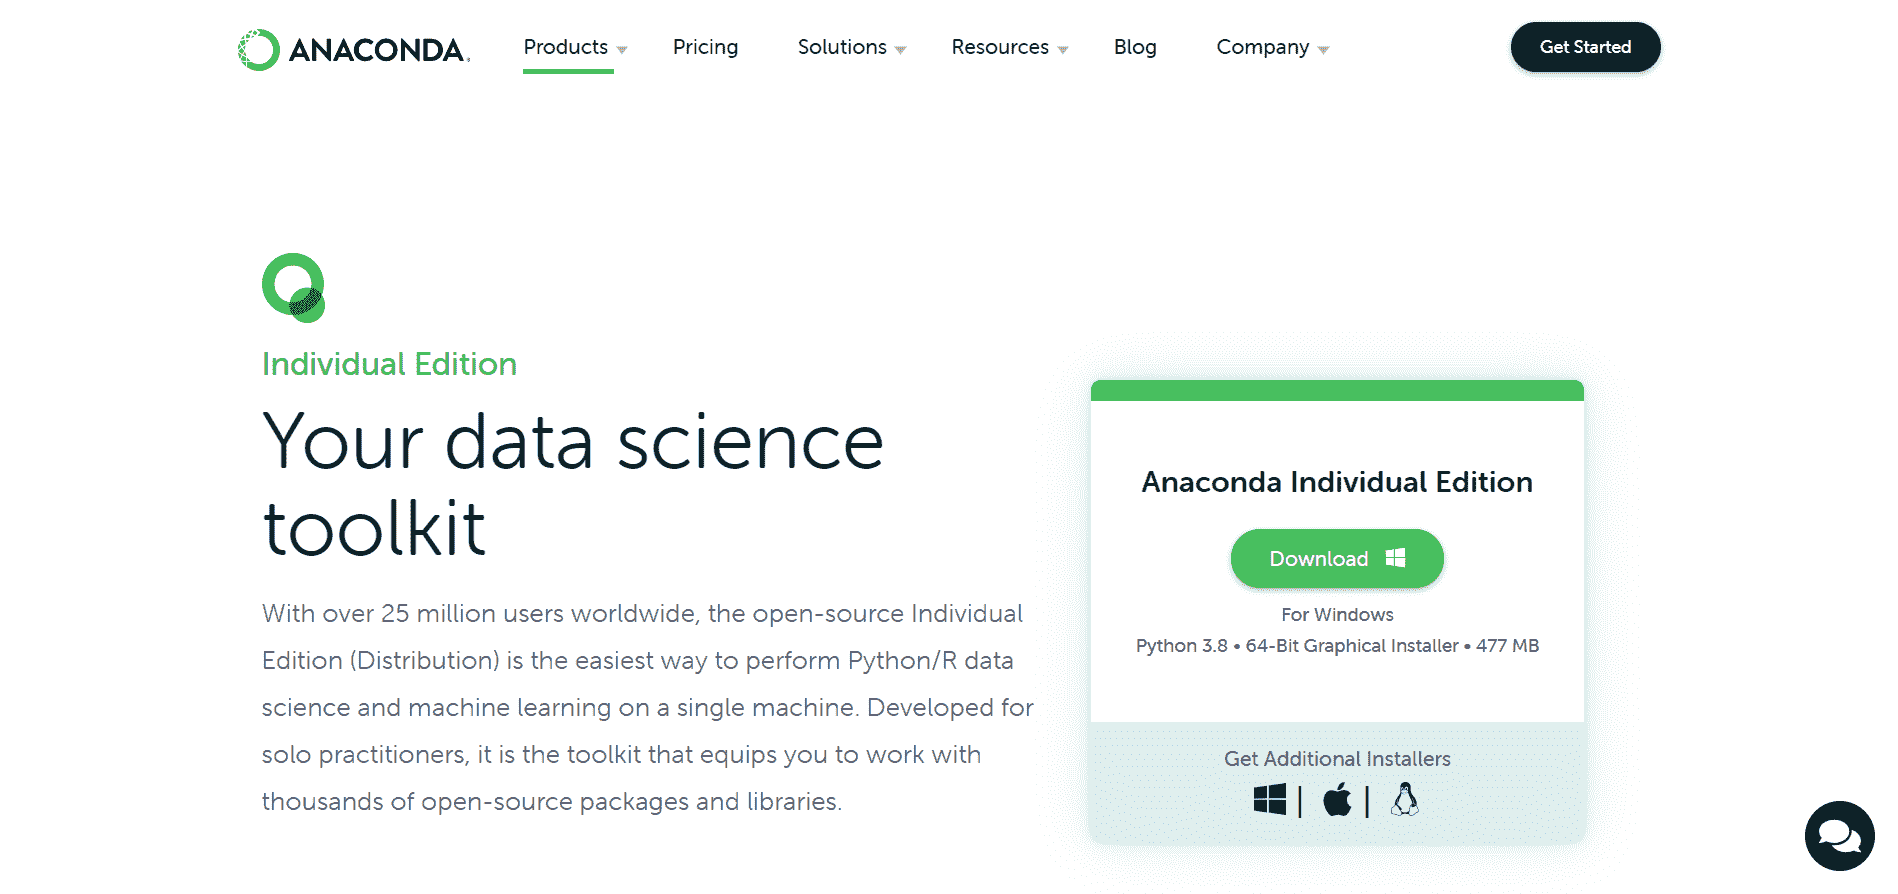 ANACONDA.
Products
Pricing
Solutions
Resources
Blog
Company
Get Started
Individual Edition
Your data science
toolkit
With over 25 million users worldwide, the open-source Individual
Edition (Distribution) is the easiest way to perform Python/R data
science and machine learning on a single machine. Developed for
solo practitioners, it is the toolkit that equips you to work with
thousands of open-source packages and libraries.
Anaconda Individual Edition
Download
For Windows
Python 3.8 • 64-Bit Graphical Installer • 477 MB
Get Additional Installers
| |